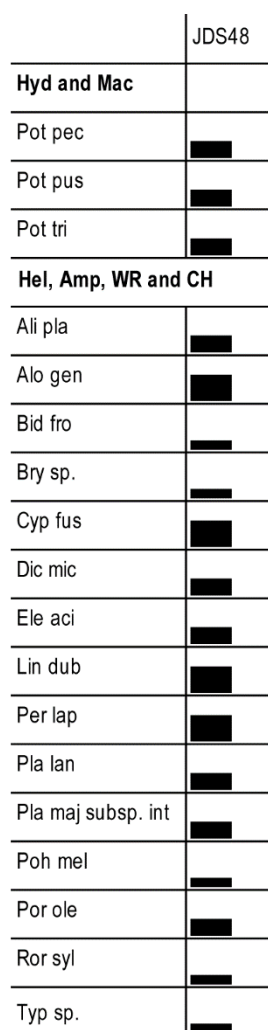 JDS48
Hyd and Mac
Pot pec
Pot pus
Pot tri
Hel, Amp, WR and CH
Ali pla
Alo gen
Bid fro
Bry sp.
Cyp fus
Dic mic
Ele aci
Lin dub
Per lap
Pla lan
Pla maj subsp. int
Poh mel
Por ole
Ror syl
Typ sp.